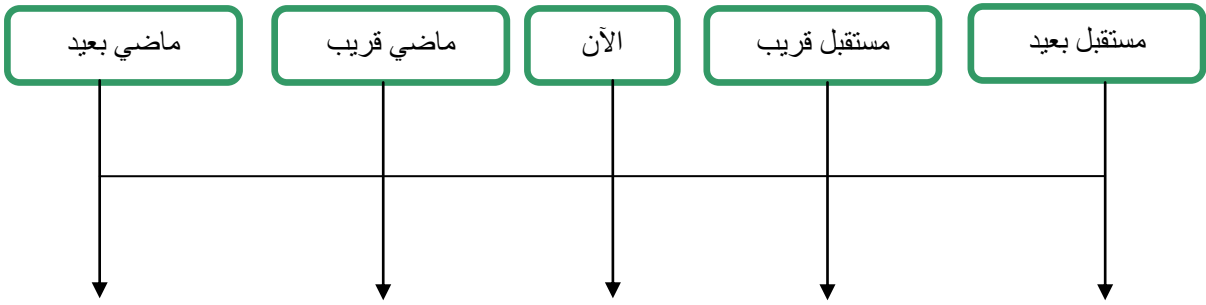 مستقبل بعيد
مستقبل قريب
الآن
ماضي قريب
ماضي بعيد